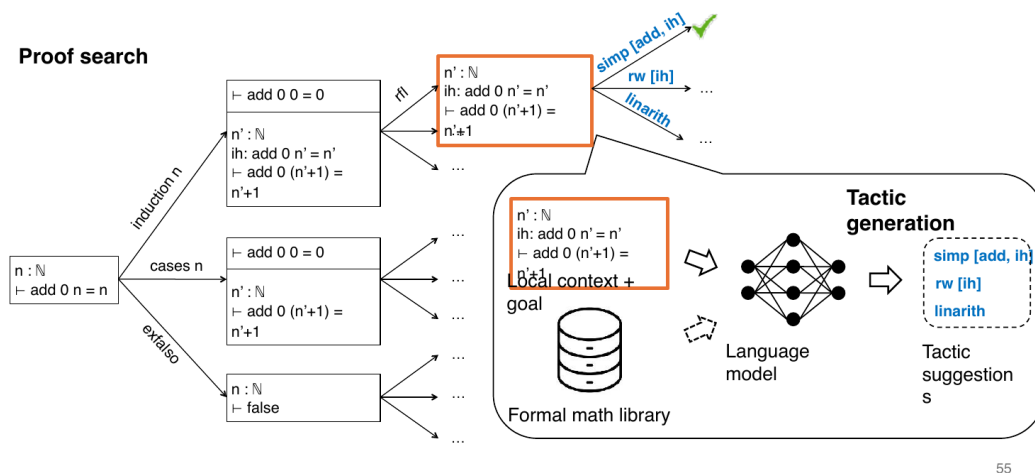 Proof search
n : ℕ
⊢ add 0 n = n
induction n
cases n
exfalso
⊢ add 0 0 = 0
n' : ℕ
ih: add 0 n' = n'
⊢ add 0 (n'+1) =
n'+1
⊢ add 0 0 = 0
n' : ℕ
⊢ add 0 (n'+1) =
n'+1
n : ℕ
⊢ false
rfl
...
...
...
...
...
...
...
...
n' : ℕ
ih: add 0 n' = n'
⊢ add 0 (n'+1) =
n'+1
simp [add, ih]
rw [ih]
linarith
...
...
Tactic
generation
n' : ℕ
ih: add 0 n' = n'
⊢ add 0 (n'+1) =
n'+1
Local context +
goal
Formal math library
Language
model
simp [add, ih]
rw [ih]
linarith
Tactic
suggestion
s
55